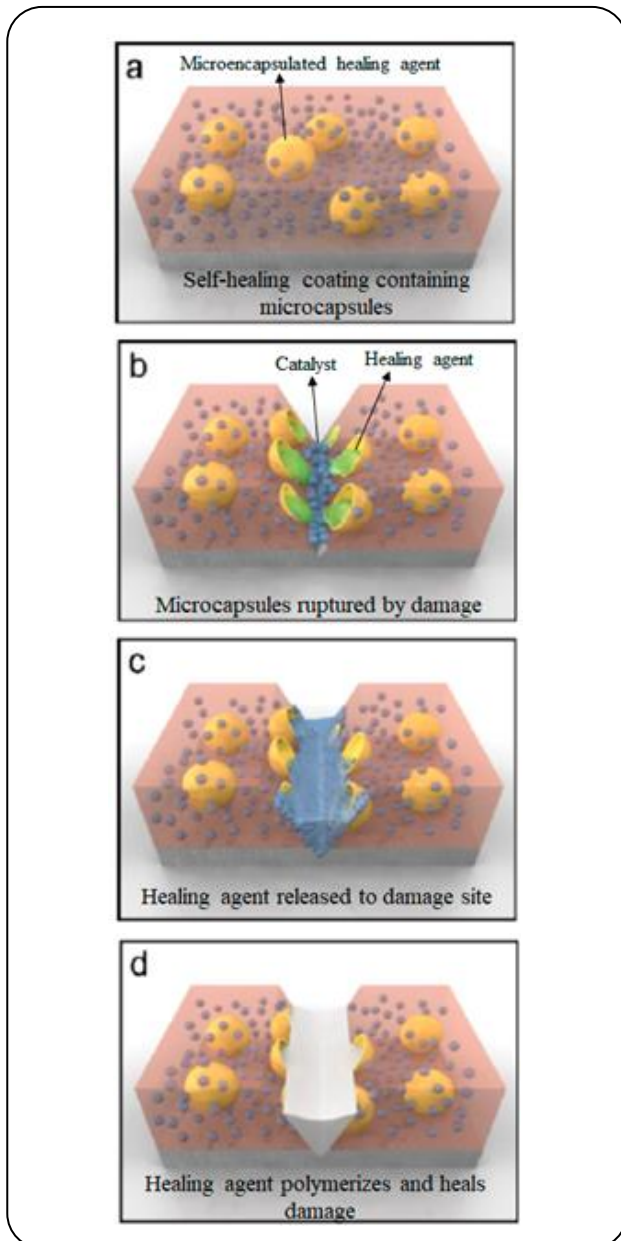 a
Microencapsulated healing agent
Self-healing coating containing
microcapsules
b
Catalyst
Healing agent
Microcapsules ruptured by damage
c
Healing agent released to damage site
d
Healing agent polymerizes and heals
damage